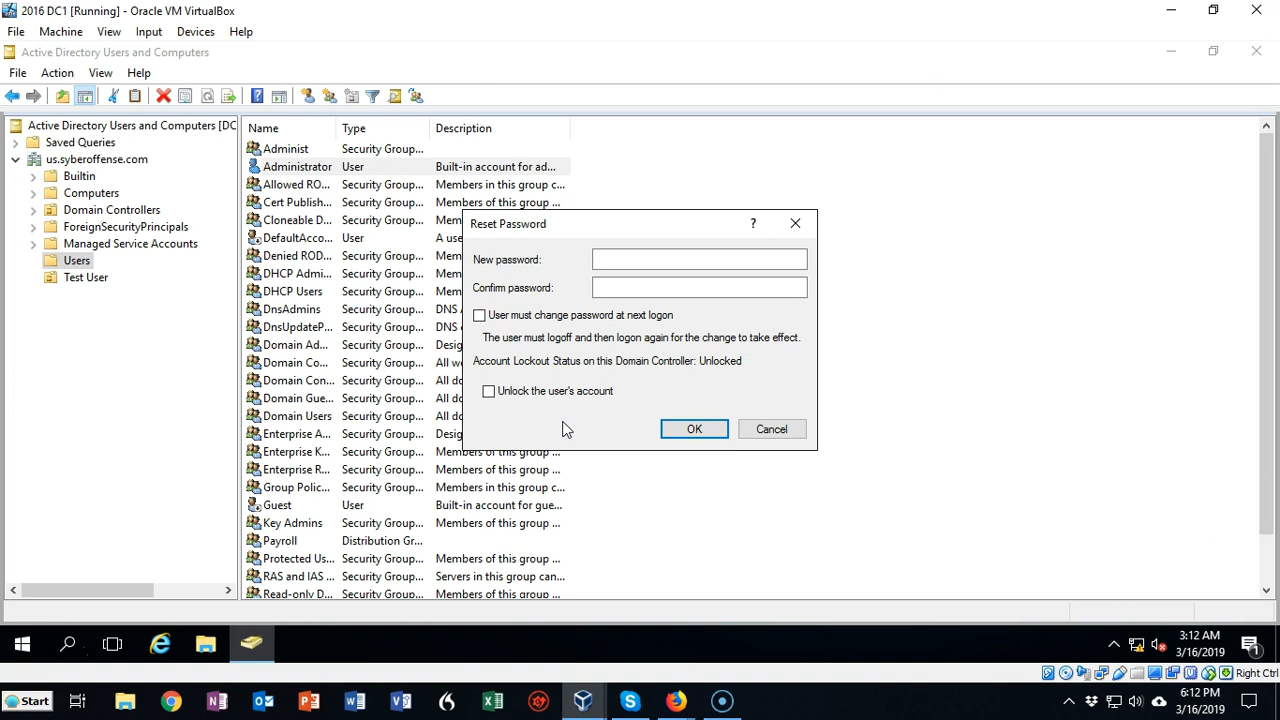 2016 DC1 [Running] - Oracle VM VirtualBox
File Machine View Input Devices Help
Active Directory Users and Computers
File Action View Help
Active Directory Users and Computers [DC
Saved Queries
us.syberoffense.com
Builtin
Computers
Domain Controllers
ForeignSecurityPrincipals
Managed Service Accounts
Users
Test User
Name Type Description
Administ Security Group...
Administrator User Built-in account for ad...
Allowed RO... Security Group... Members in this group c...
Cert Publish... Security Group... Members of this group ...
Cloneable D... Security Group... Mem
DefaultAcco... User A use
Denied ROD... Security Group... Mem
DHCP Admi... Security Group... Mem
DHCP Users Security Group... Mem
DnsAdmins Security Group... DNS A
DnsUpdateP... Security Group... DNS c
Domain Ad... Security Group... Desig
Domain Co... Security Group... All w
Domain Con... Security Group... All do
Domain Gue... Security Group... All do
Domain Users Security Group... All do
Enterprise A... Security Group... Desig
Enterprise K... Security Group... Members of this group ...
Enterprise R... Security Group... Members of this group ...
Group Polic... Security Group... Members in this group c...
Guest User Built-in account for gue...
Key Admins Security Group... Members of this group ...
Payroll Distribution Gr...
Protected Us... Security Group... Members of this group ...
RAS and IAS ... Security Group... Servers in this group can...
Read-only D... Security Group... Members of this group ...
Reset Password
New password:
Confirm password:
User must change password at next logon
The user must logoff and then logon again for the change to take effect.
Account Lockout Status on this Domain Controller: Unlocked
Unlock the user's account
OK Cancel
3:12 AM
3/16/2019
1
Right Ctrl
Start
6:12 PM
3/16/2019